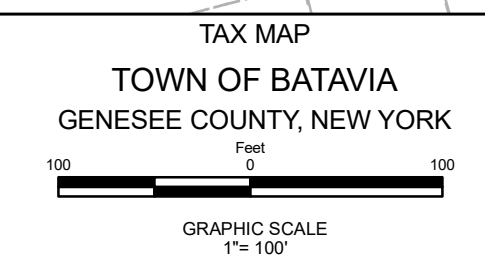 TAX MAP
TOWN OF BATAVIA
GENESEE COUNTY, NEW YORK
Feet
100 0 100
GRAPHIC SCALE
1"= 100'